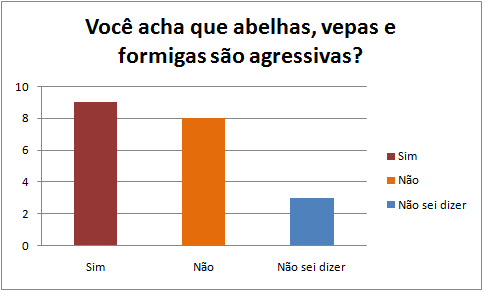 Você acha que abelhas, vepas e
formigas são agressivas?
10
8
6
4
2
0
Sim
Não
Não sei dizer
Sim
Não
Não sei dizer